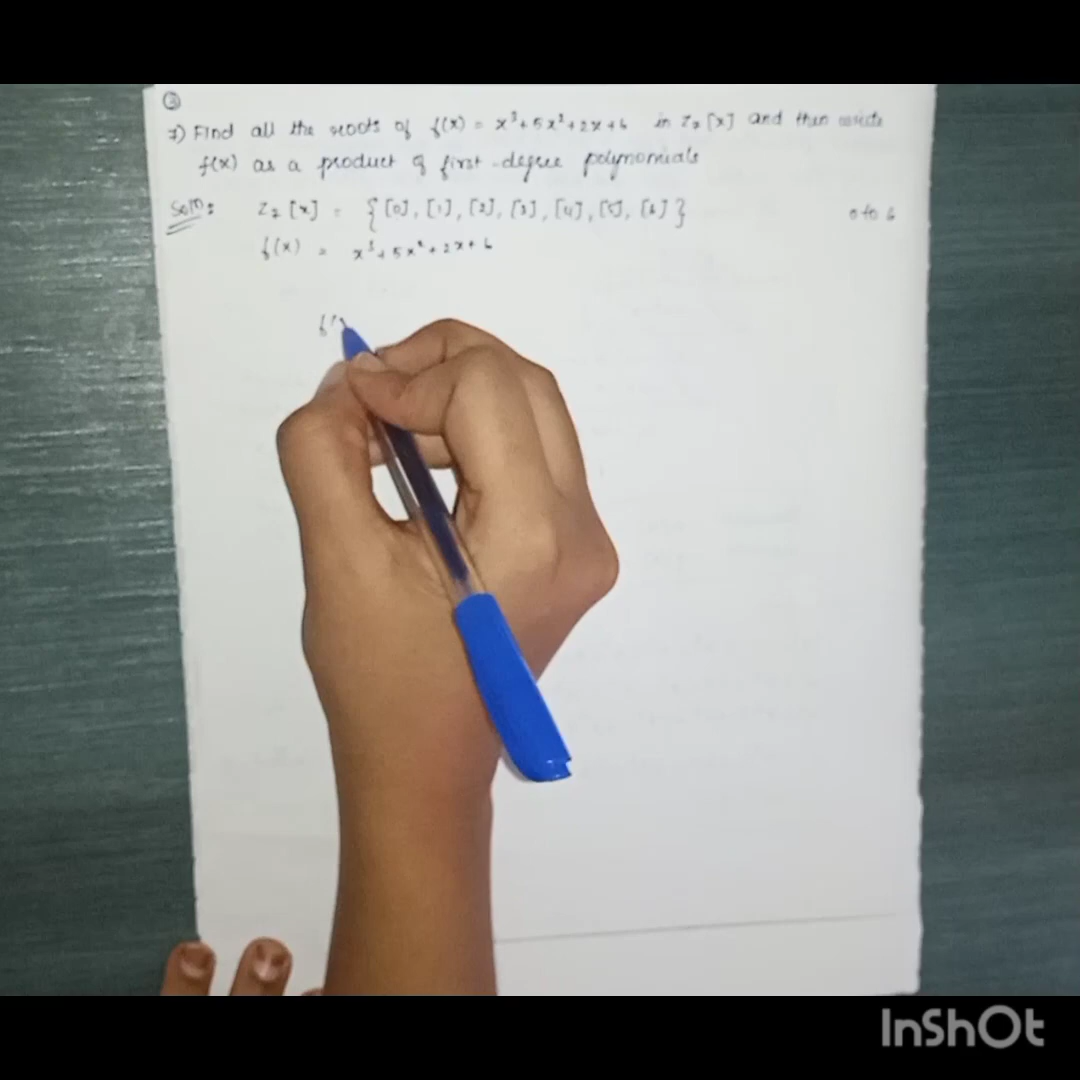 ③
7) Find all the roots of f(x) = x³+5x²+2x+6 in Z₇[x] and then write
f(x) as a product of first-degree polynomials
Soln: Z₇[x] = {[0], [1], [2], [3], [4], [5], [6]} 0 to 6
f(x) = x³+5x²+2x+6
f(
InShOt